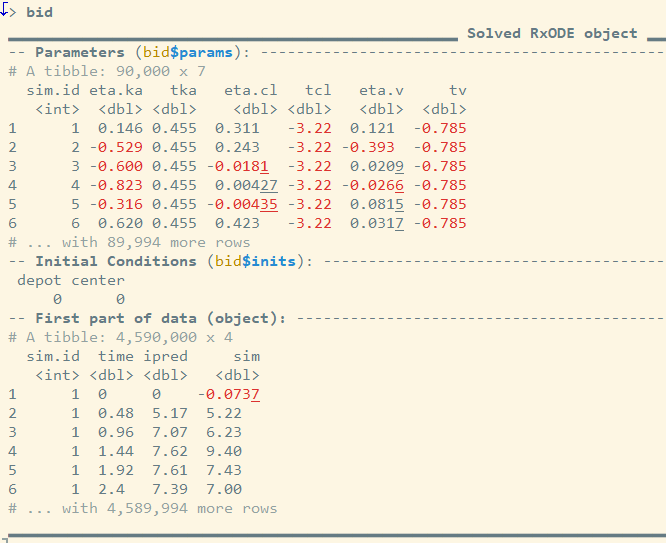 > bid
Solved RxODE object
-- Parameters (bid$params): ---------------------------------------------
# A tibble: 90,000 x 7
sim.id eta.ka tka eta.cl tcl eta.v tv
<int> <dbl> <dbl> <dbl> <dbl> <dbl> <dbl>
1 1 0.146 0.455 0.311 -3.22 0.121 -0.785
2 2 -0.529 0.455 0.243 -3.22 -0.393 -0.785
3 3 -0.600 0.455 -0.0181 -3.22 0.0209 -0.785
4 4 -0.823 0.455 0.00427 -3.22 -0.0266 -0.785
5 5 -0.316 0.455 -0.00435 -3.22 0.0815 -0.785
6 6 0.620 0.455 0.423 -3.22 0.0317 -0.785
# ... with 89,994 more rows
-- Initial Conditions (bid$inits): --------------------------------------
depot center
0 0
-- First part of data (object): -----------------------------------------
# A tibble: 4,590,000 x 4
sim.id time ipred sim
<int> <dbl> <dbl> <dbl>
1 1 0 0 -0.0737
2 1 0.48 5.17 5.22
3 1 0.96 7.07 6.23
4 1 1.44 7.62 9.40
5 1 1.92 7.61 7.43
6 1 2.4 7.39 7.00
# ... with 4,589,994 more rows